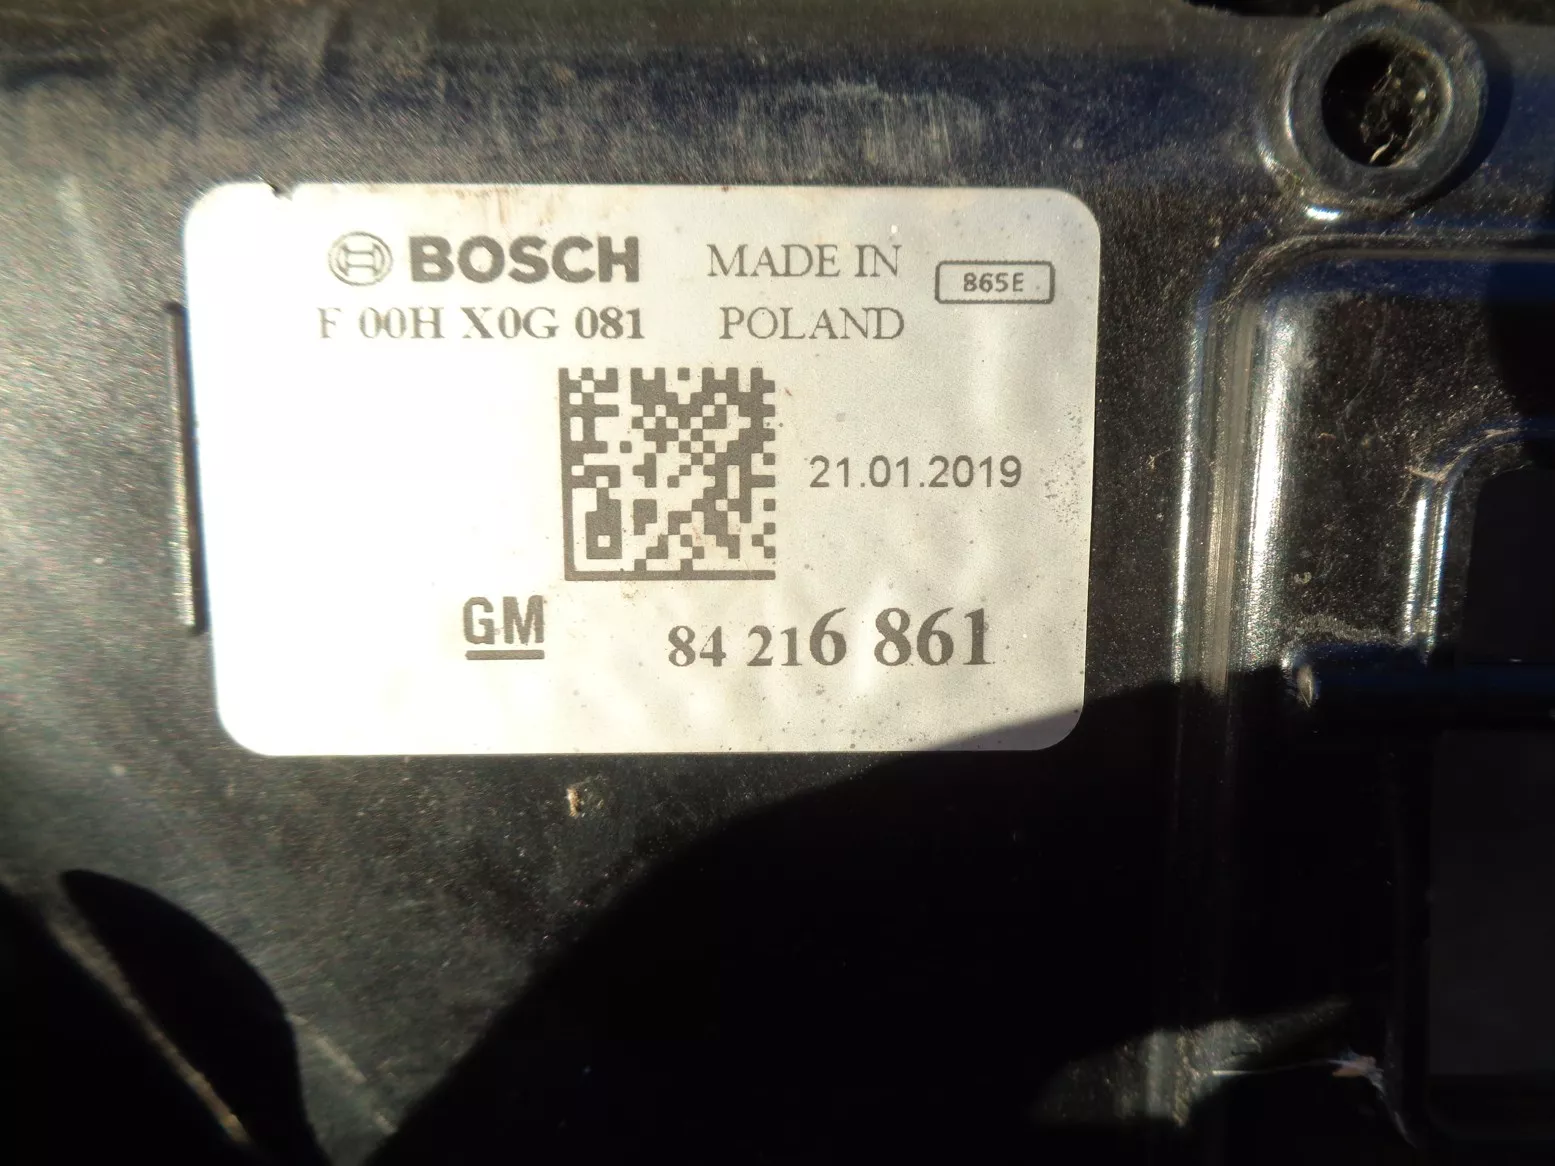 BOSCH MADE IN 865E
F 00H X0G 081 POLAND
21.01.2019
GM 84 216 861